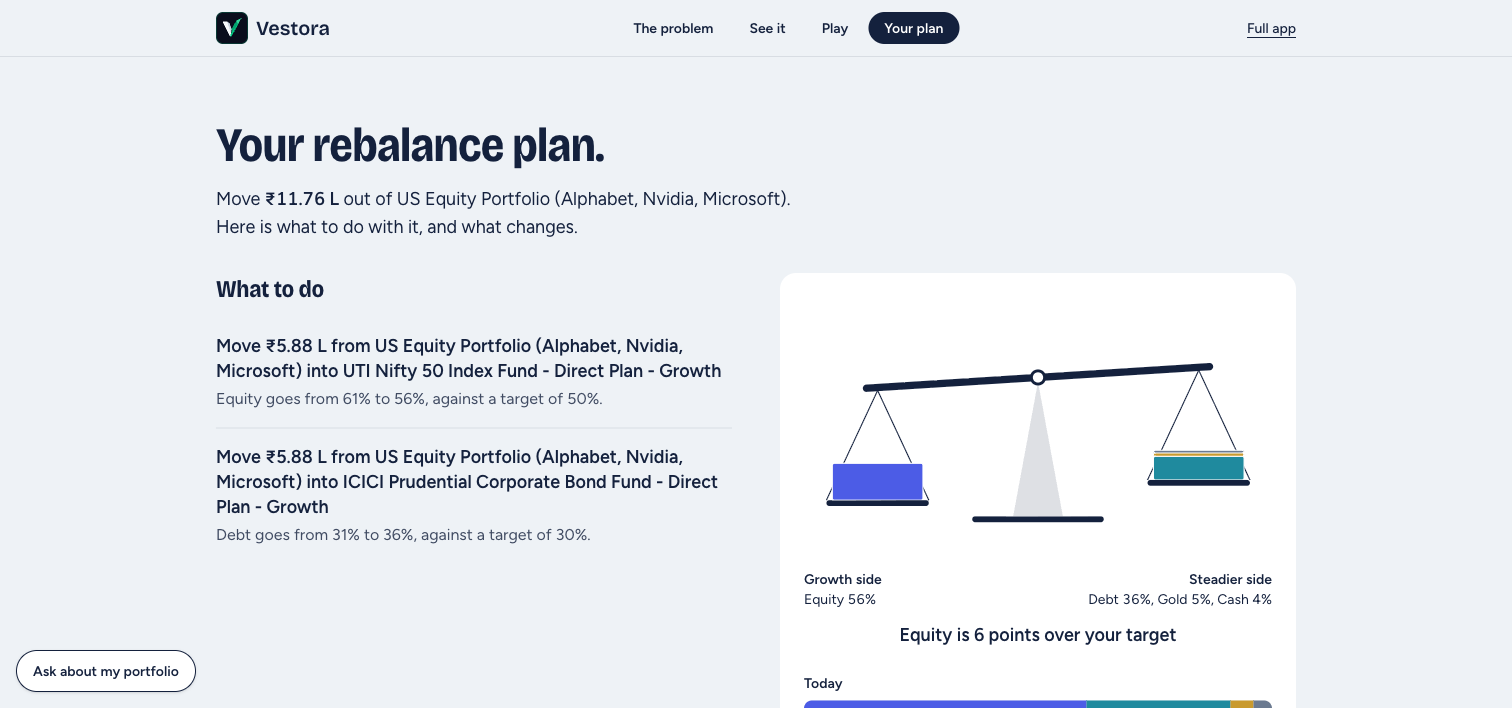 Vestora
The problem
See it
Play
Your plan
Full app
Your rebalance plan.
Move ₹11.76 L out of US Equity Portfolio (Alphabet, Nvidia, Microsoft).
Here is what to do with it, and what changes.
What to do
Move ₹5.88 L from US Equity Portfolio (Alphabet, Nvidia,
Microsoft) into UTI Nifty 50 Index Fund - Direct Plan - Growth
Equity goes from 61% to 56%, against a target of 50%.
Move ₹5.88 L from US Equity Portfolio (Alphabet, Nvidia,
Microsoft) into ICICI Prudential Corporate Bond Fund - Direct
Plan - Growth
Debt goes from 31% to 36%, against a target of 30%.
Growth side
Equity 56%
Steadier side
Debt 36%, Gold 5%, Cash 4%
Equity is 6 points over your target
Today
Ask about my portfolio